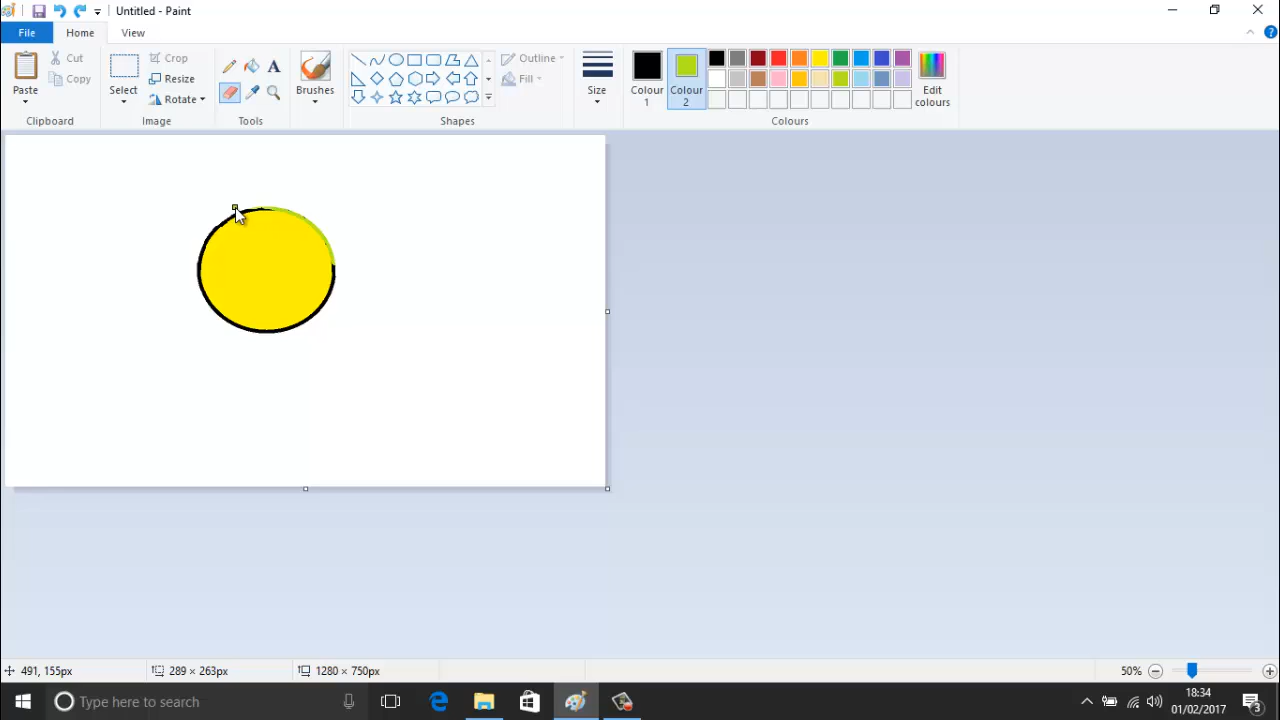 Untitled - Paint
File Home View
Paste
Cut
Copy
Clipboard
Select
Crop
Resize
Rotate
Image
A
Tools
Brushes
Outline
Fill
Shapes
Size
Colour 1
Colour 2
Edit colours
Colours
491, 155px
289 × 263px
1280 × 750px
50%
Type here to search
18:34
01/02/2017
3